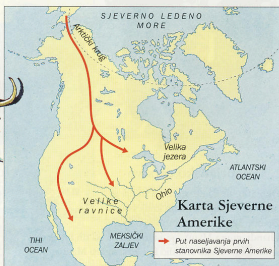 SJEVERNO LEDENO
MORE
Arktički krug
Velika
jezera
ATLANTSKI
OCEAN
Ohio
Velike
ravnice
Karta Sjeverne
Amerike
TIHI
OCEAN
MEKSIČKI
ZALJEV
Put naseljavanja prvih
stanovnika Sjeverne Amerike